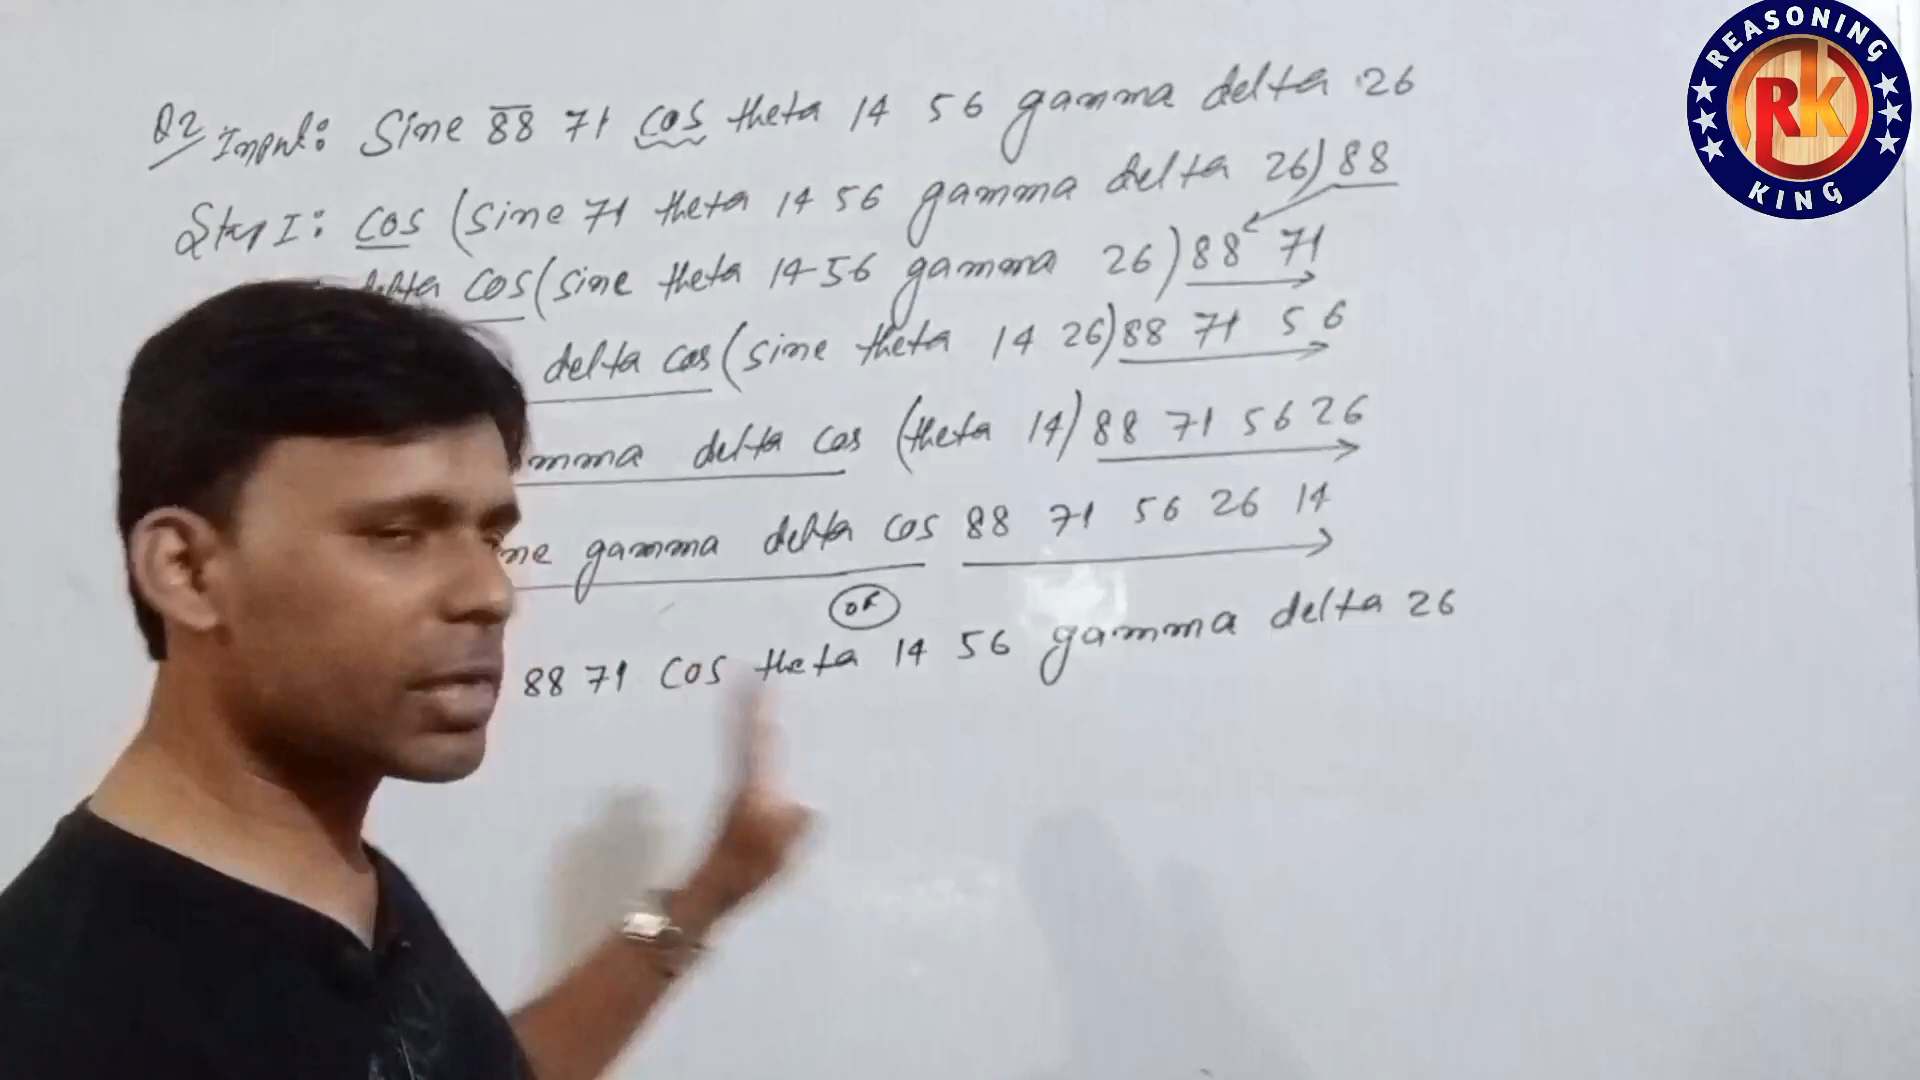 Q2 Input: Sine 88 71 cos theta 14 56 gamma delta 26
Step I: cos (sine 71 theta 14 56 gamma delta 26) 88
delta cos (sine theta 14 56 gamma 26) 88 71
delta cos (sine theta 14 26) 88 71 56
mma delta cos (theta 14) 88 71 56 26
ne gamma delta cos 88 71 56 26 14
OR
88 71 cos theta 14 56 gamma delta 26
REASONING
RK
KING